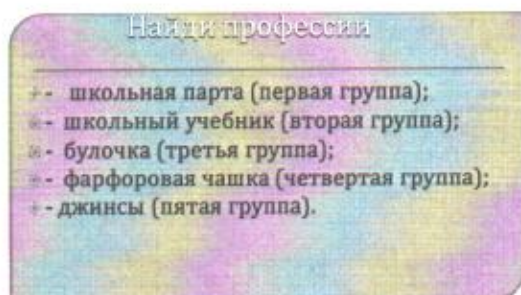 Найди профессии
- школьная парта (первая группа);
- школьный учебник (вторая группа);
- булочка (третья группа);
- фарфоровая чашка (четвертая группа);
- джинсы (пятая группа).